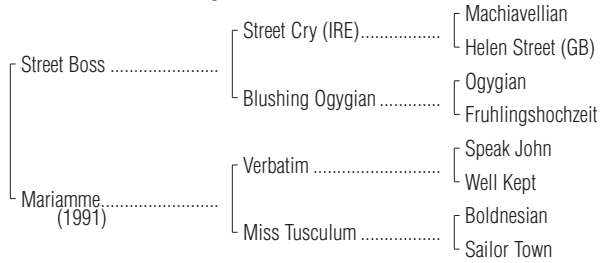 Machiavellian
Street Cry (IRE)..................
Helen Street (GB)
Street Boss ........................
Ogygian
Blushing Ogygian .............
Fruhlingshochzeit
Speak John
Verbatim ............................
Well Kept
Mariamme..........................
(1991)
Boldnesian
Miss Tusculum .................
Sailor Town